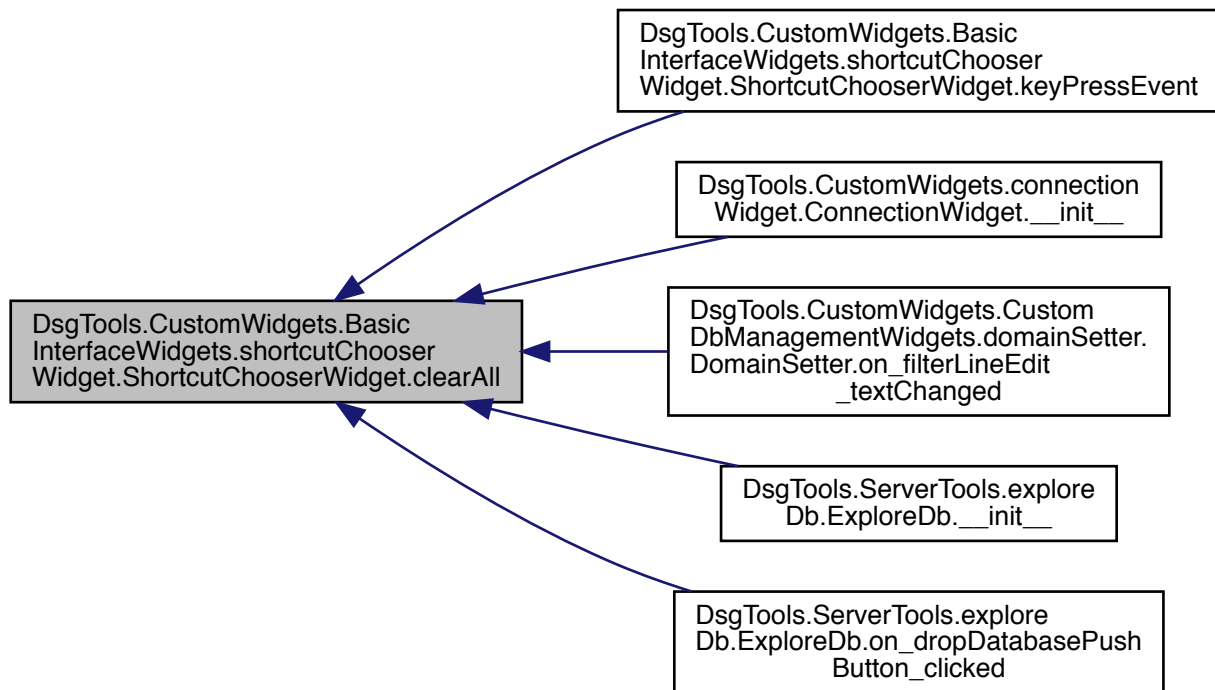 DsgTools.CustomWidgets.Basic
InterfaceWidgets.shortcutChooser
Widget.ShortcutChooserWidget.keyPressEvent
DsgTools.CustomWidgets.connection
Widget.ConnectionWidget.__init__
DsgTools.CustomWidgets.Basic
InterfaceWidgets.shortcutChooser
Widget.ShortcutChooserWidget.clearAll
DsgTools.CustomWidgets.Custom
DbManagementWidgets.domainSetter.
DomainSetter.on_filterLineEdit
_textChanged
DsgTools.ServerTools.explore
Db.ExploreDb.__init__
DsgTools.ServerTools.explore
Db.ExploreDb.on_dropDatabasePush
Button_clicked